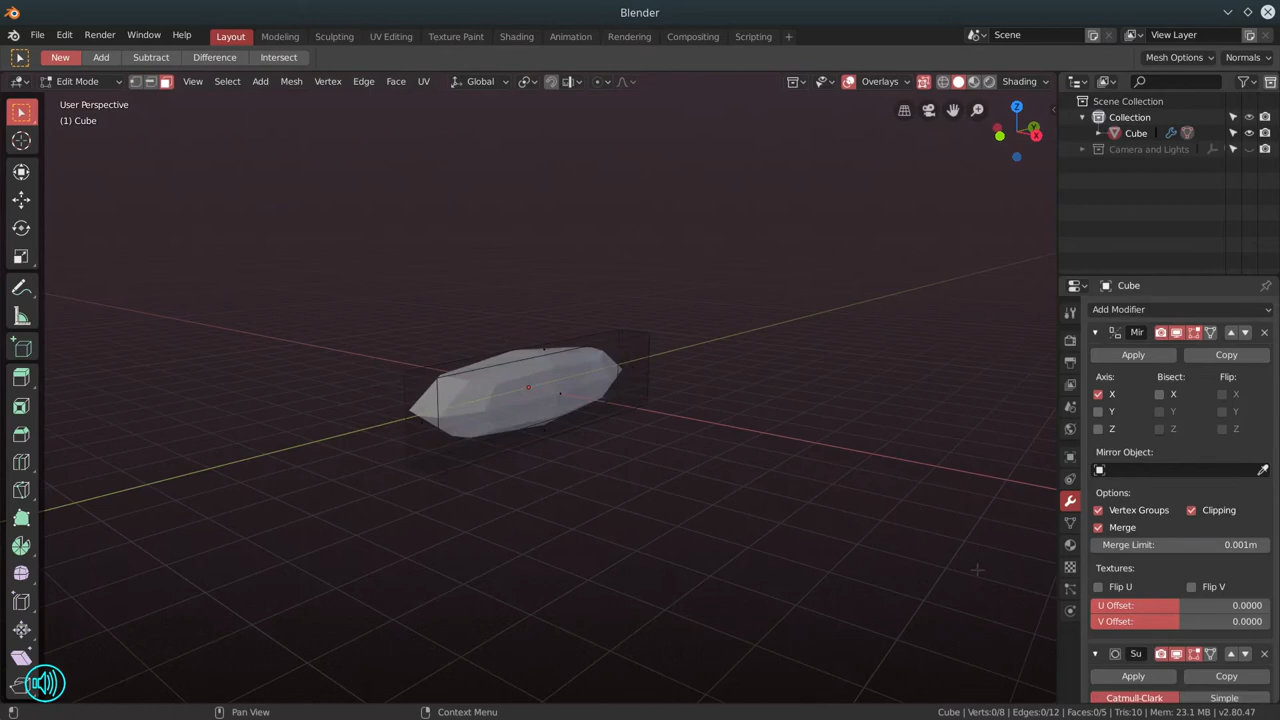 Blender
File Edit Render Window Help Layout Modeling Sculpting UV Editing Texture Paint Shading Animation Rendering Compositing Scripting + Scene View Layer
New Add Subtract Difference Intersect Mesh Options Normals
Edit Mode View Select Add Mesh Vertex Edge Face UV Global Overlays Shading
User Perspective
(1) Cube
Z
Y
X
Scene Collection
Collection
Cube
Camera and Lights
Cube
Add Modifier
Mir
Apply Copy
Axis: Bisect: Flip:
X X X
Y Y Y
Z Z Z
Mirror Object:
Options:
Vertex Groups Clipping
Merge
Merge Limit: 0.001m
Textures:
Flip U Flip V
U Offset: 0.0000
V Offset: 0.0000
Su
Apply Copy
Catmull-Clark Simple
Pan View Context Menu Cube | Verts:0/8 | Edges:0/12 | Faces:0/5 | Tris:10 | Mem: 23.1 MB | v2.80.47